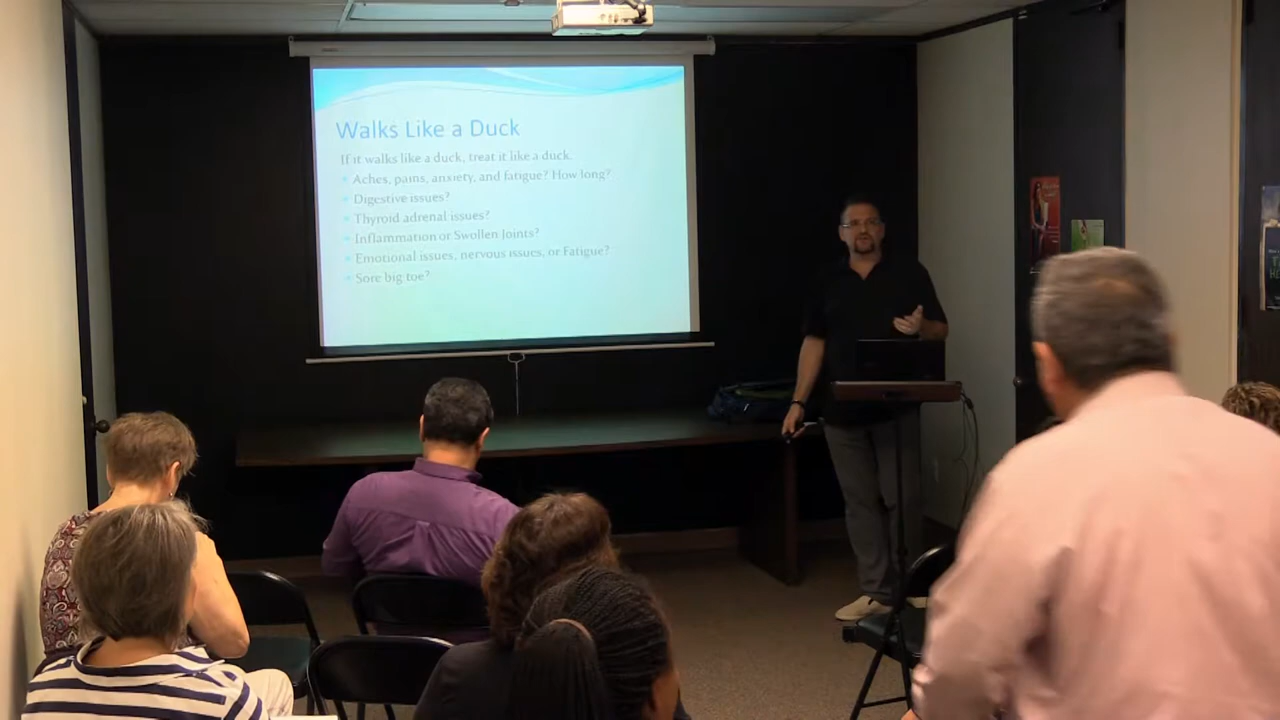 Walks Like a Duck
If it walks like a duck, treat it like a duck.
Aches, pains, anxiety, and fatigue? How long?
Digestive issues?
Thyroid adrenal issues?
Inflammation or Swollen Joints?
Emotional issues, nervous issues, or Fatigue?
Sore big toe?